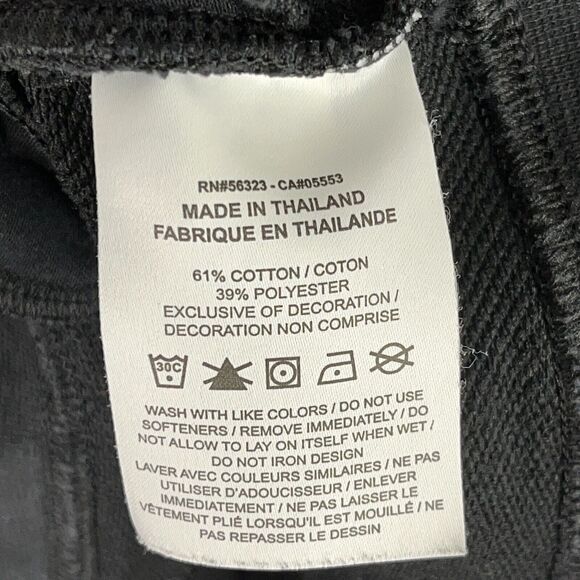 RN#56323 - CA#05553
MADE IN THAILAND
FABRIQUE EN THAILANDE
61% COTTON / COTON
39% POLYESTER
EXCLUSIVE OF DECORATION /
DECORATION NON COMPRISE
30C
WASH WITH LIKE COLORS / DO NOT USE
SOFTENERS / REMOVE IMMEDIATELY / DO
NOT ALLOW TO LAY ON ITSELF WHEN WET /
DO NOT IRON DESIGN
LAVER AVEC COULEURS SIMILAIRES / NE PAS
UTILISER D'ADOUCISSEUR / ENLEVER
IMMEDIATEMENT / NE PAS LAISSER LE
VÊTEMENT PLIÉ LORSQU'IL EST MOUILLÉ / NE
PAS REPASSER LE DESSIN